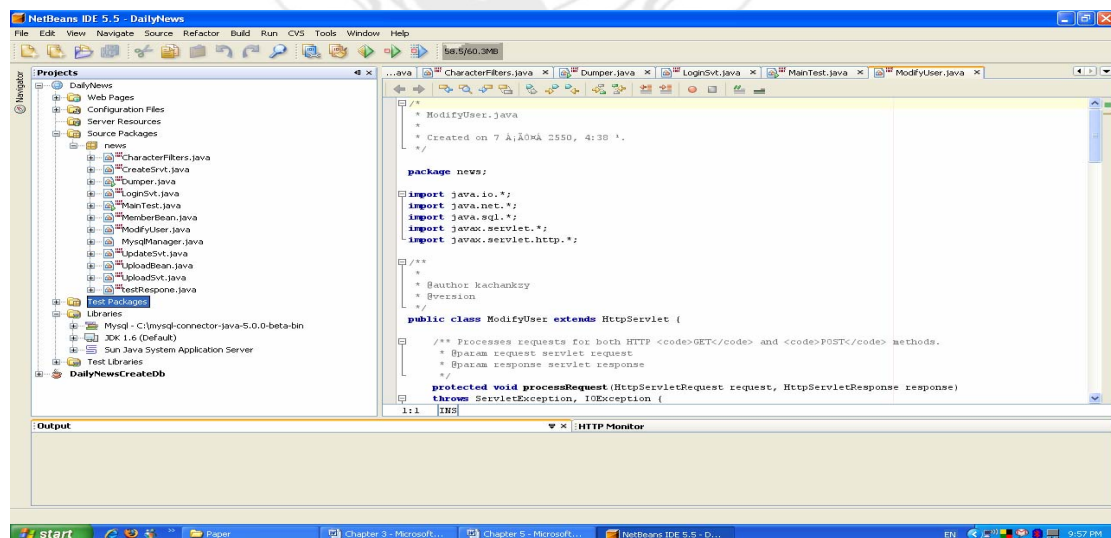 NetBeans IDE 5.5 - DailyNews
File Edit View Navigate Source Refactor Build Run CVS Tools Window Help
58.5/60.3MB
Navigator
Projects
DailyNews
Web Pages
Configuration Files
Server Resources
Source Packages
news
CharacterFilters.java
CreateSrvt.java
Dumper.java
LoginSvt.java
MainTest.java
MemberBean.java
ModifyUser.java
MysqlManager.java
UpdateSvt.java
UploadBean.java
UploadSvt.java
testRespone.java
Test Packages
Libraries
Mysql - C:\mysql-connector-java-5.0.0-beta-bin
JDK 1.6 (Default)
Sun Java System Application Server
Test Libraries
DailyNewsCreateDb
...ava CharacterFilters.java Dumper.java LoginSvt.java MainTest.java ModifyUser.java
/*
* ModifyUser.java
*
* Created on 7 2550, 4:38
*/
package news;
import java.io.*;
import java.net.*;
import java.sql.*;
import javax.servlet.*;
import javax.servlet.http.*;
/**
*
* @author kachankzy
* @version
*/
public class ModifyUser extends HttpServlet {
/** Processes requests for both HTTP <code>GET</code> and <code>POST</code> methods.
* @param request servlet request
* @param response servlet response
*/
protected void processRequest(HttpServletRequest request, HttpServletResponse response)
throws ServletException, IOException {
1:1 INS
Output
HTTP Monitor
start Paper Chapter 3 - Microsoft... Chapter 5 - Microsoft... NetBeans IDE 5.5 - D... EN 9:57 PM